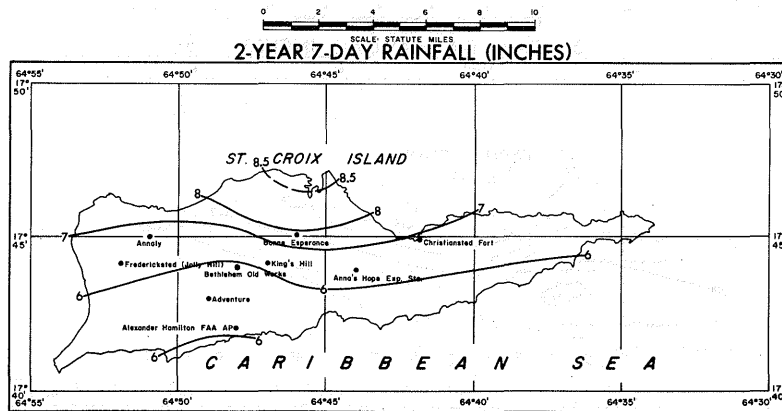 0 2 4 6 8 10
SCALE- STATUTE MILES
2-YEAR 7-DAY RAINFALL (INCHES)
64°55' 64°50' 64°45' 64°40' 64°35' 64°30'
17° 50' 17° 50'
ST. CROIX ISLAND
8.5 8.5
8 8
7 7
17° 45' 17° 45'
Annaly Bonne Esperance Christiansted Fort
Fredericksted (Jolly Hill) King's Hill
Bethlehem Old Works Anna's Hope Exp. Sta.
6 6 6
Adventure
Alexander Hamilton FAA AP
6 6
CARIBBEAN SEA
17° 40' 17° 40'
64°55' 64°50' 64°45' 64°40' 64°35' 64°30'